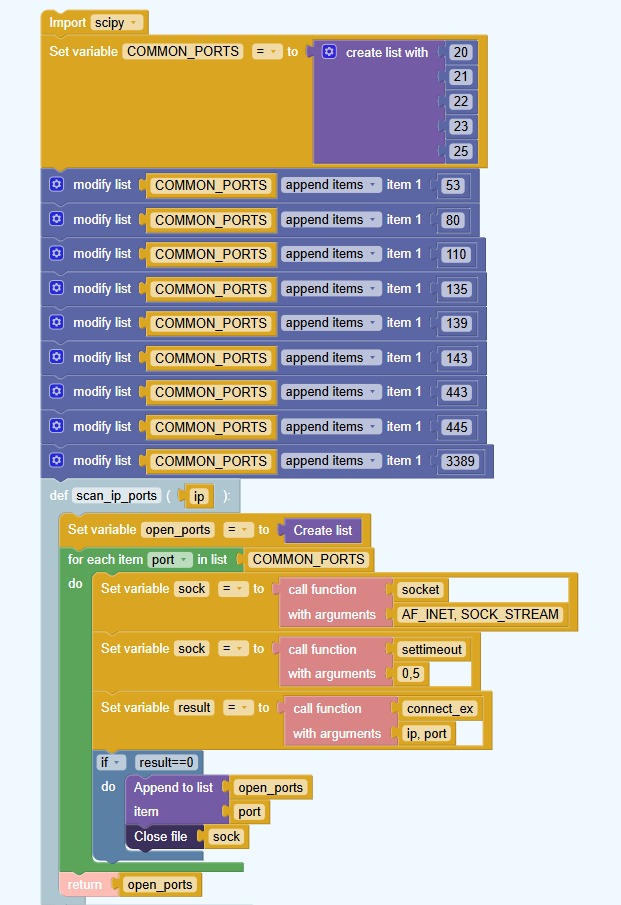 Import scipy
Set variable COMMON_PORTS = to create list with 20
21
22
23
25
modify list COMMON_PORTS append items item 1 53
modify list COMMON_PORTS append items item 1 80
modify list COMMON_PORTS append items item 1 110
modify list COMMON_PORTS append items item 1 135
modify list COMMON_PORTS append items item 1 139
modify list COMMON_PORTS append items item 1 143
modify list COMMON_PORTS append items item 1 443
modify list COMMON_PORTS append items item 1 445
modify list COMMON_PORTS append items item 1 3389
def scan_ip_ports ( ip ):
Set variable open_ports = to Create list
for each item port in list COMMON_PORTS
do Set variable sock = to call function socket
with arguments AF_INET, SOCK_STREAM
Set variable sock = to call function settimeout
with arguments 0,5
Set variable result = to call function connect_ex
with arguments ip, port
if result==0
do Append to list open_ports
item port
Close file sock
return open_ports